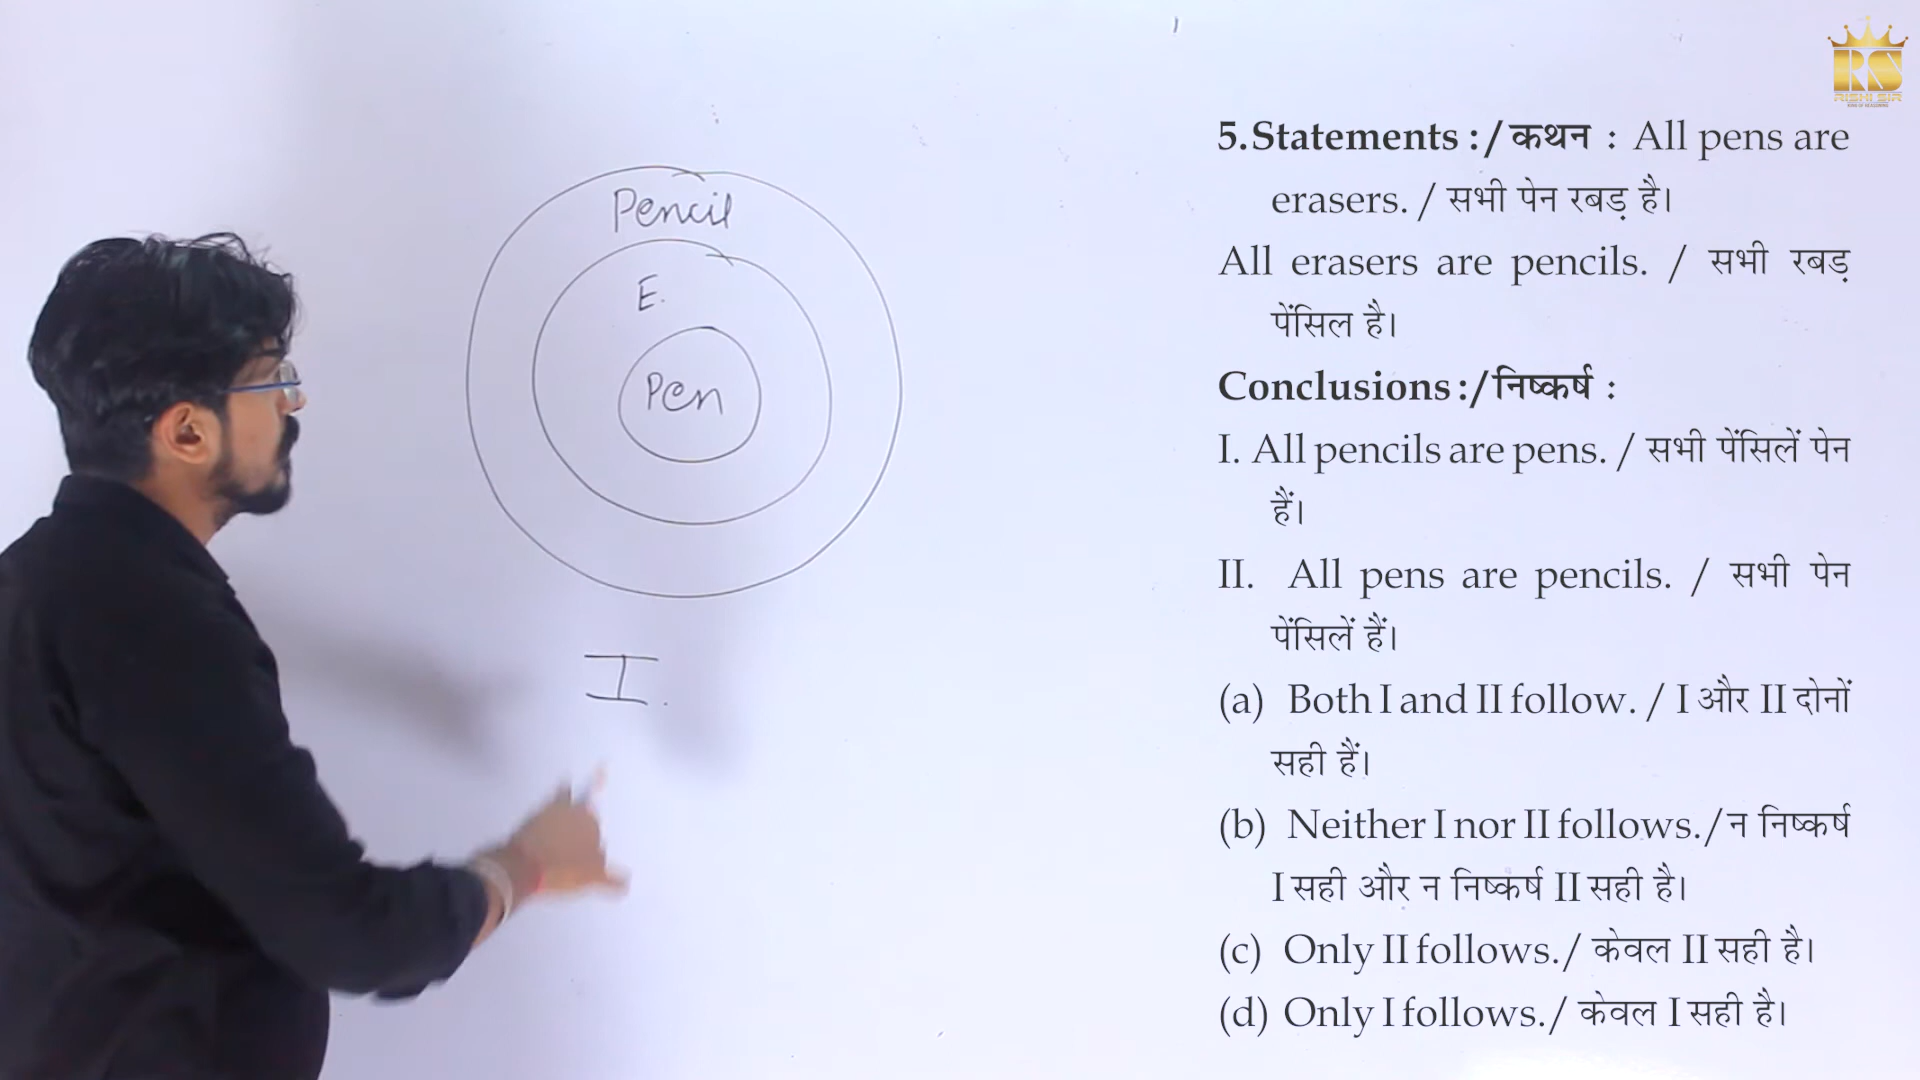 RS
RISHI SIR
Pencil
E.
Pen
I.
5. Statements :/ कथन : All pens are
erasers. / सभी पेन रबड़ है।
All erasers are pencils. / सभी रबड़
पेंसिल है।
Conclusions :/ निष्कर्ष :
I. All pencils are pens. / सभी पेंसिलें पेन
हैं।
II. All pens are pencils. / सभी पेन
पेंसिलें हैं।
(a) Both I and II follow. / I और II दोनों
सही हैं।
(b) Neither I nor II follows./ न निष्कर्ष
I सही और न निष्कर्ष II सही है।
(c) Only II follows./ केवल II सही है।
(d) Only I follows./ केवल I सही है।